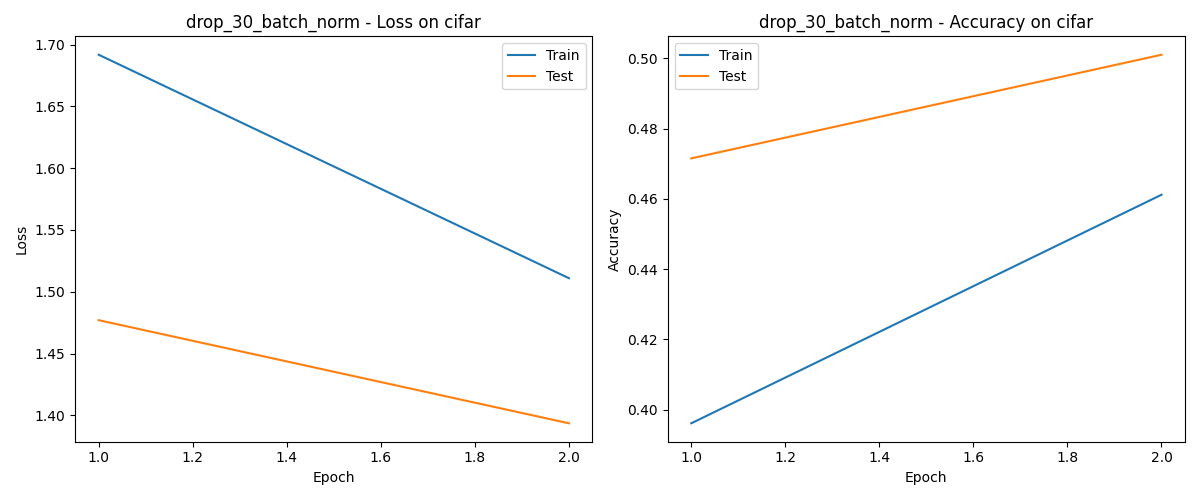 drop_30_batch_norm - Loss on cifar
1.70
1.65
1.60
1.55
1.50
1.45
1.40
Loss
Train
Test
1.0 1.2 1.4 1.6 1.8 2.0
Epoch
drop_30_batch_norm - Accuracy on cifar
0.50
0.48
0.46
0.44
0.42
0.40
Accuracy
Train
Test
1.0 1.2 1.4 1.6 1.8 2.0
Epoch